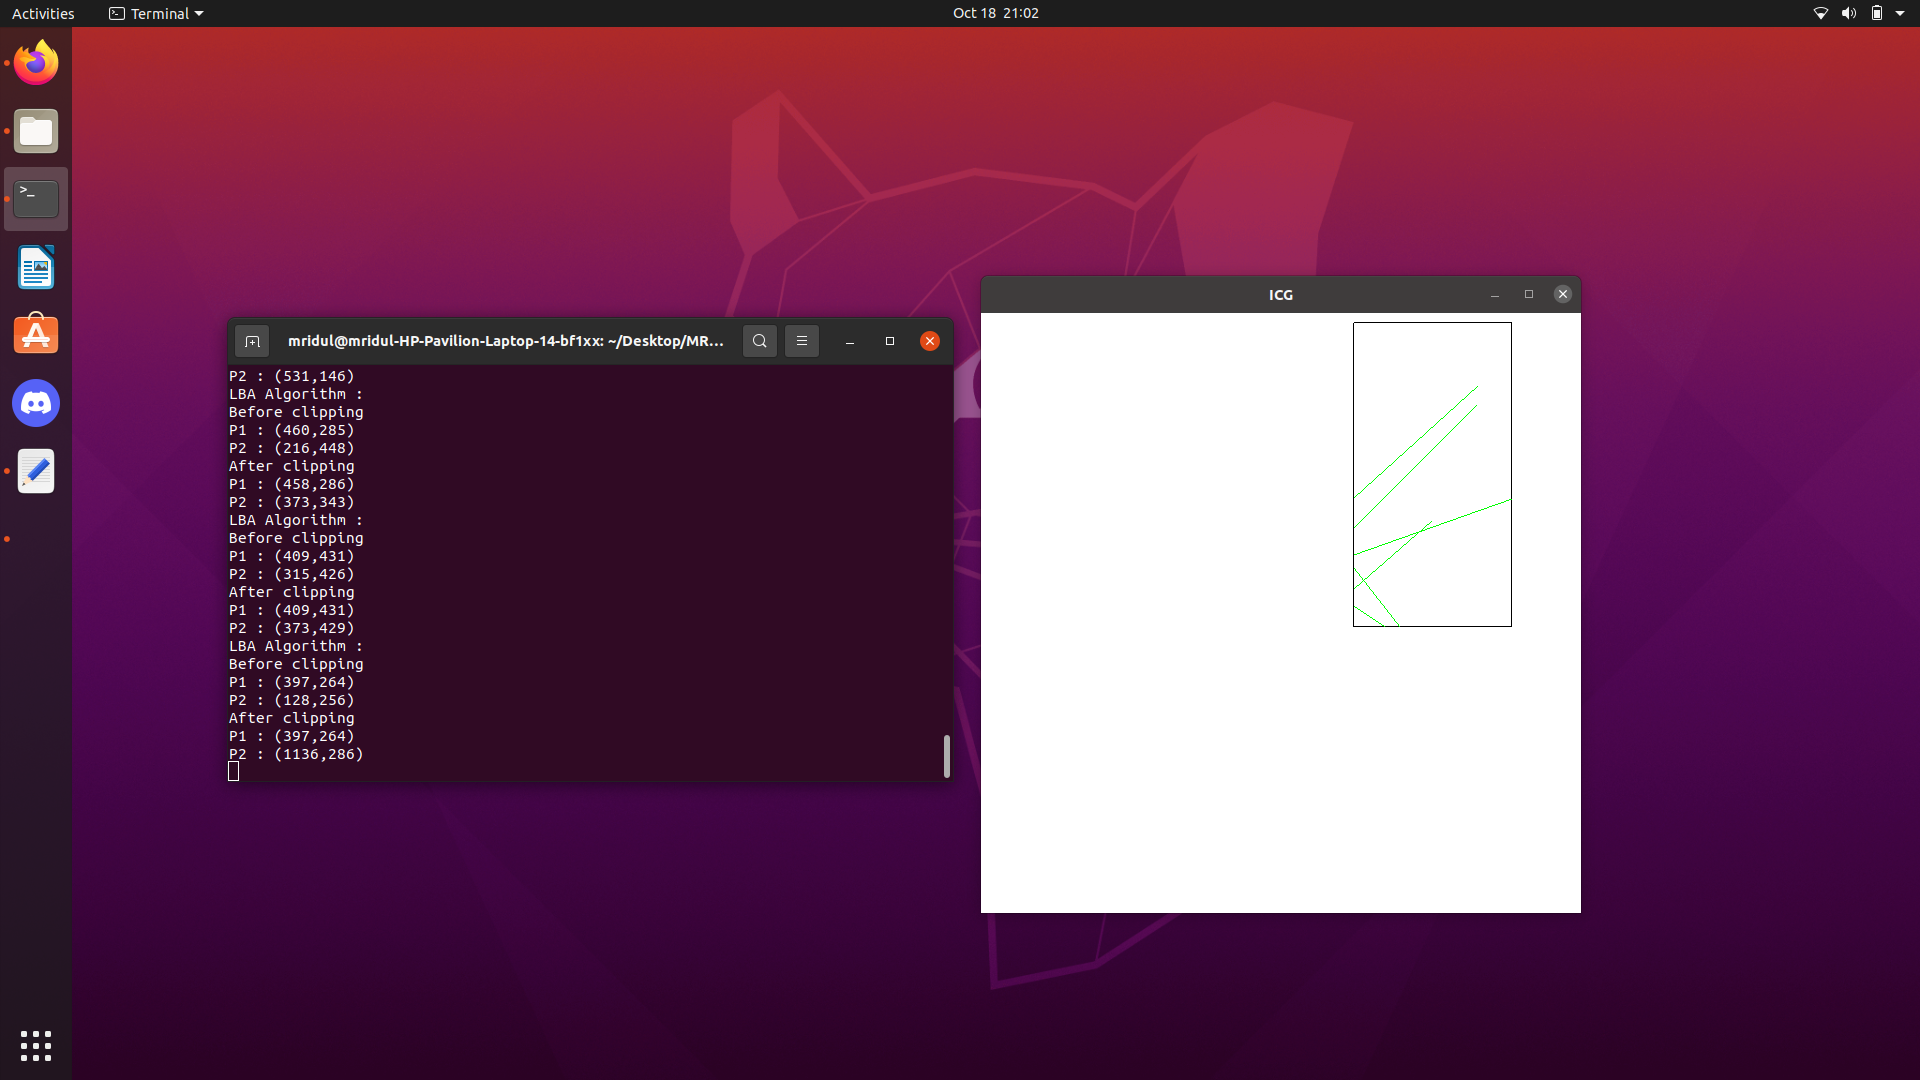 Activities
Terminal
Oct 18 21:02
mridul@mridul-HP-Pavilion-Laptop-14-bf1xx: ~/Desktop/MR...
P2 : (531,146)
LBA Algorithm :
Before clipping
P1 : (460,285)
P2 : (216,448)
After clipping
P1 : (458,286)
P2 : (373,343)
LBA Algorithm :
Before clipping
P1 : (409,431)
P2 : (315,426)
After clipping
P1 : (409,431)
P2 : (373,429)
LBA Algorithm :
Before clipping
P1 : (397,264)
P2 : (128,256)
After clipping
P1 : (397,264)
P2 : (1136,286)
ICG